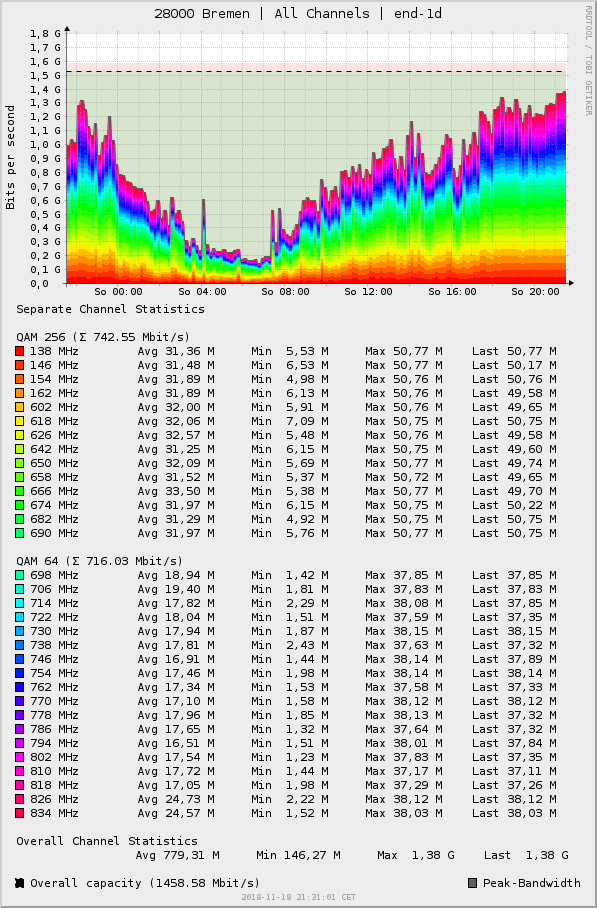 28000 Bremen | All Channels | end-1d
RRDTOOL / TOBI OETIKER
Bits per second
1,8 G
1,7 G
1,6 G
1,5 G
1,4 G
1,3 G
1,2 G
1,1 G
1,0 G
0,9 G
0,8 G
0,7 G
0,6 G
0,5 G
0,4 G
0,3 G
0,2 G
0,1 G
0,0
So 00:00 So 04:00 So 08:00 So 12:00 So 16:00 So 20:00
Separate Channel Statistics
QAM 256 (Σ 742.55 Mbit/s)
138 MHz Avg 31,36 M Min 5,53 M Max 50,77 M Last 50,77 M
146 MHz Avg 31,48 M Min 6,53 M Max 50,77 M Last 50,17 M
154 MHz Avg 31,89 M Min 4,98 M Max 50,76 M Last 50,76 M
162 MHz Avg 31,89 M Min 6,13 M Max 50,77 M Last 49,58 M
602 MHz Avg 32,00 M Min 5,91 M Max 50,76 M Last 49,65 M
618 MHz Avg 32,06 M Min 7,09 M Max 50,75 M Last 50,75 M
626 MHz Avg 32,57 M Min 5,48 M Max 50,76 M Last 49,58 M
642 MHz Avg 31,25 M Min 6,15 M Max 50,77 M Last 49,60 M
650 MHz Avg 32,09 M Min 5,69 M Max 50,77 M Last 49,74 M
658 MHz Avg 31,52 M Min 5,37 M Max 50,72 M Last 49,65 M
666 MHz Avg 33,50 M Min 5,38 M Max 50,77 M Last 49,70 M
674 MHz Avg 31,97 M Min 6,15 M Max 50,75 M Last 50,22 M
682 MHz Avg 31,29 M Min 4,92 M Max 50,75 M Last 50,75 M
690 MHz Avg 31,97 M Min 5,76 M Max 50,77 M Last 50,75 M
QAM 64 (Σ 716.03 Mbit/s)
698 MHz Avg 18,94 M Min 1,42 M Max 37,85 M Last 37,85 M
706 MHz Avg 19,40 M Min 1,81 M Max 37,83 M Last 37,83 M
714 MHz Avg 17,82 M Min 2,29 M Max 38,08 M Last 37,85 M
722 MHz Avg 18,04 M Min 1,51 M Max 37,59 M Last 37,35 M
730 MHz Avg 17,94 M Min 1,87 M Max 38,15 M Last 38,15 M
738 MHz Avg 17,81 M Min 2,43 M Max 37,63 M Last 37,32 M
746 MHz Avg 16,91 M Min 1,44 M Max 38,14 M Last 37,89 M
754 MHz Avg 17,46 M Min 1,98 M Max 38,14 M Last 38,14 M
762 MHz Avg 17,34 M Min 1,53 M Max 37,58 M Last 37,33 M
770 MHz Avg 17,10 M Min 1,58 M Max 38,12 M Last 38,12 M
778 MHz Avg 17,96 M Min 1,85 M Max 38,13 M Last 37,32 M
786 MHz Avg 17,65 M Min 1,32 M Max 37,64 M Last 37,32 M
794 MHz Avg 16,51 M Min 1,51 M Max 38,01 M Last 37,84 M
802 MHz Avg 17,54 M Min 1,23 M Max 37,83 M Last 37,35 M
810 MHz Avg 17,72 M Min 1,44 M Max 37,17 M Last 37,11 M
818 MHz Avg 17,05 M Min 1,98 M Max 37,29 M Last 37,26 M
826 MHz Avg 24,73 M Min 2,22 M Max 38,12 M Last 38,12 M
834 MHz Avg 24,57 M Min 1,52 M Max 38,03 M Last 38,03 M
Overall Channel Statistics
Avg 779,31 M Min 146,27 M Max 1,38 G Last 1,38 G
Overall capacity (1458.58 Mbit/s) Peak-Bandwidth
2018-11-18 21:31:01 CET